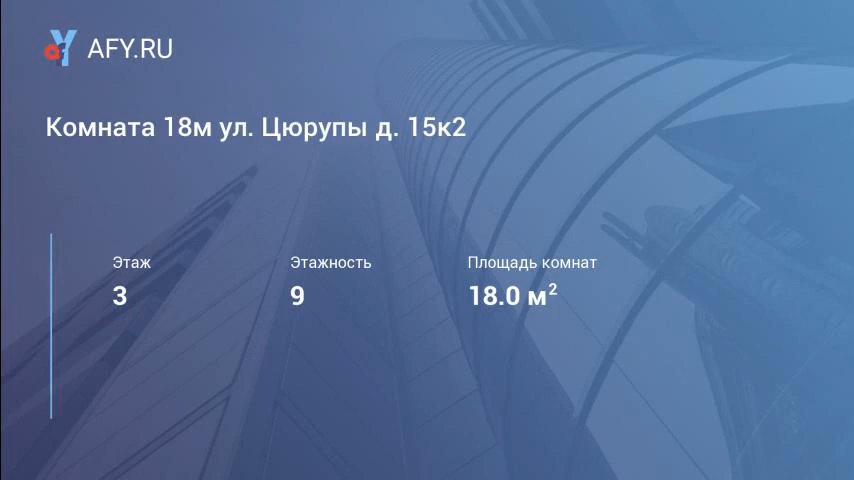 AFY.RU
Комната 18м ул. Цюрупы д. 15к2
Этаж Этажность Площадь комнат
3 9 18.0 м²